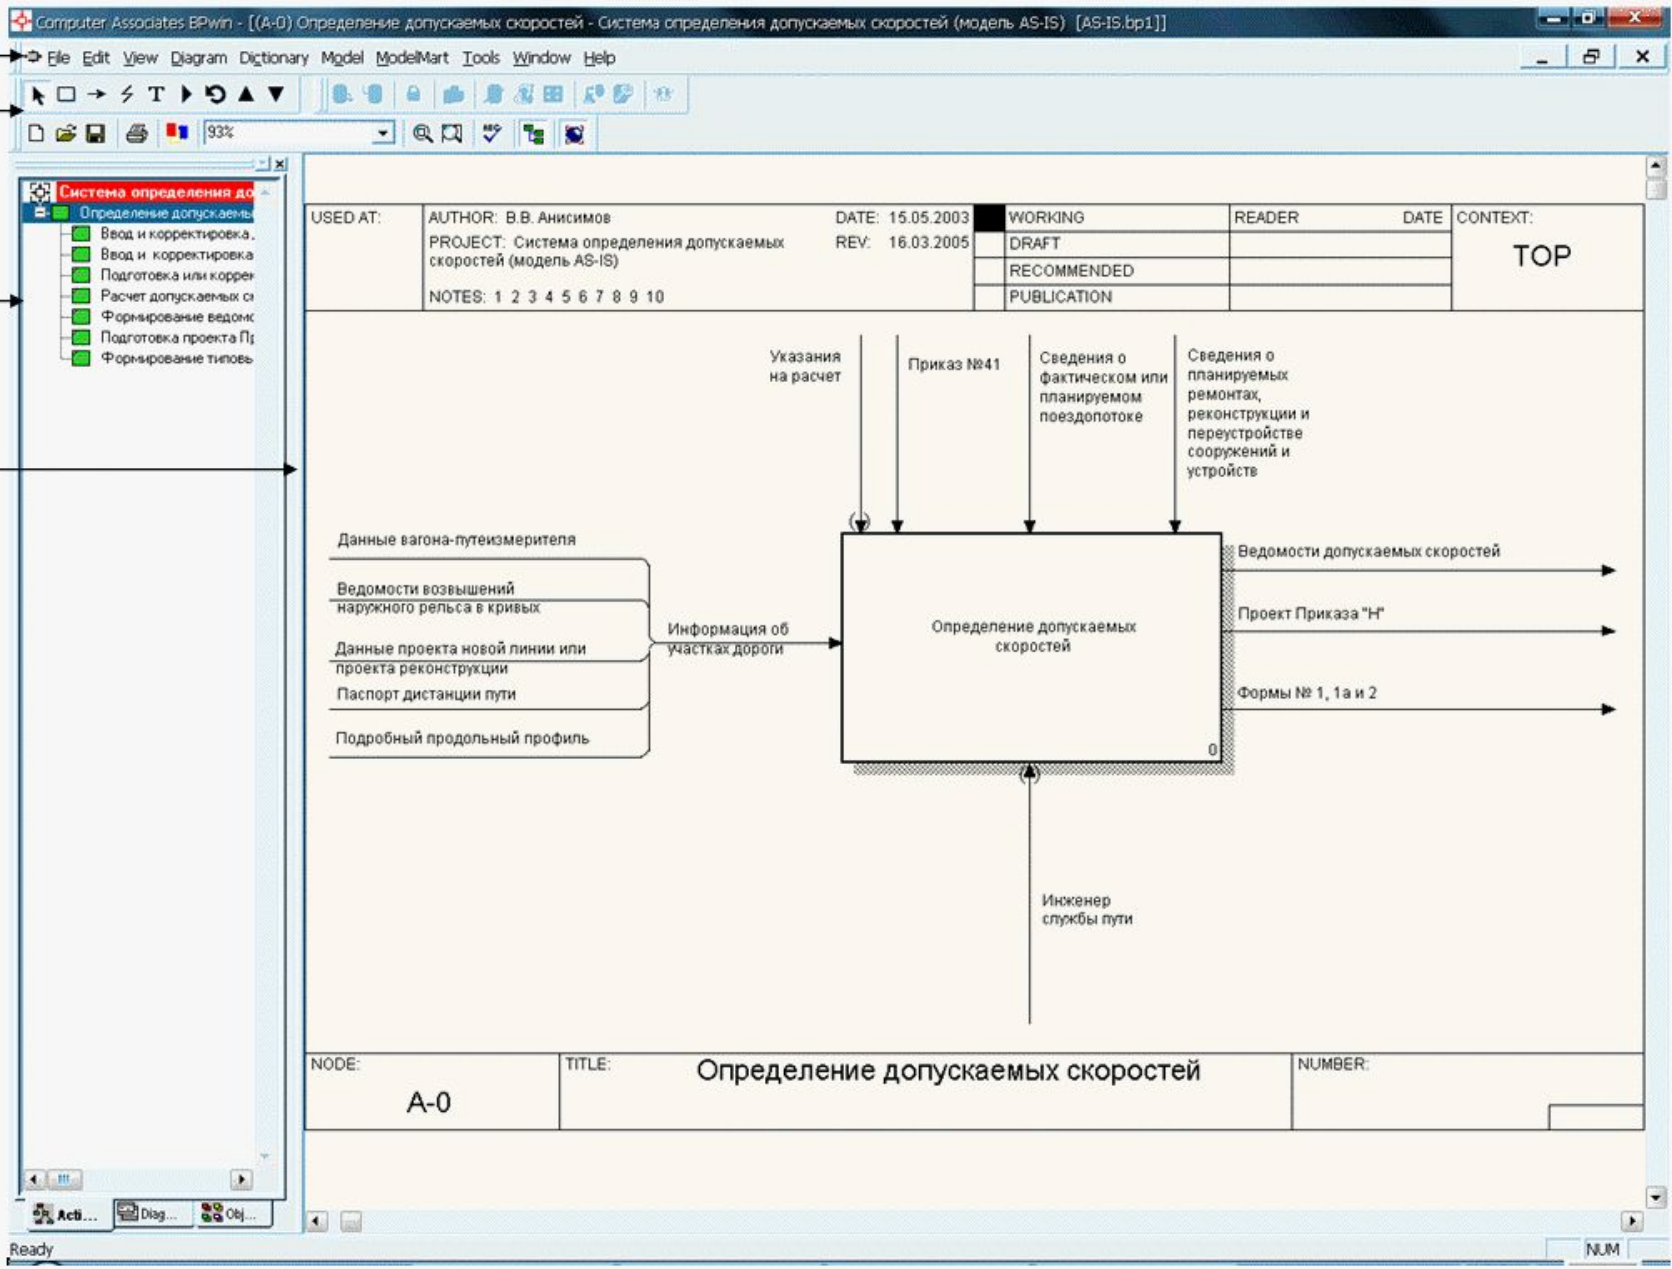 Computer Associates BPwin - [(A-0) Определение допускаемых скоростей - Система определения допускаемых скоростей (модель AS-IS) [AS-IS.bp1]]
File Edit View Diagram Dictionary Model ModelMart Tools Window Help
93%
Система определения до
Определение допускаемы
Ввод и корректировка.
Ввод и корректировка
Подготовка или коррек
Расчет допускаемых ск
Формирование ведомо
Подготовка проекта Пр
Формирование типовы
Acti... Diag... Obj...
USED AT:
AUTHOR: В.В. Анисимов
DATE: 15.05.2003
PROJECT: Система определения допускаемых
скоростей (модель AS-IS)
REV: 16.03.2005
NOTES: 1 2 3 4 5 6 7 8 9 10
WORKING
DRAFT
RECOMMENDED
PUBLICATION
READER DATE
CONTEXT:
TOP
Указания
на расчет
Приказ №41
Сведения о
фактическом или
планируемом
поездопотоке
Сведения о
планируемых
ремонтах,
реконструкции и
переустройстве
сооружений и
устройств
Данные вагона-путеизмерителя
Ведомости возвышений
наружного рельса в кривых
Данные проекта новой линии или
проекта реконструкции
Паспорт дистанции пути
Подробный продольный профиль
Информация об
участках дороги
Определение допускаемых
скоростей
0
Ведомости допускаемых скоростей
Проект Приказа "Н"
Формы № 1, 1а и 2
Инженер
службы пути
NODE:
A-0
TITLE:
Определение допускаемых скоростей
NUMBER:
Ready
NUM